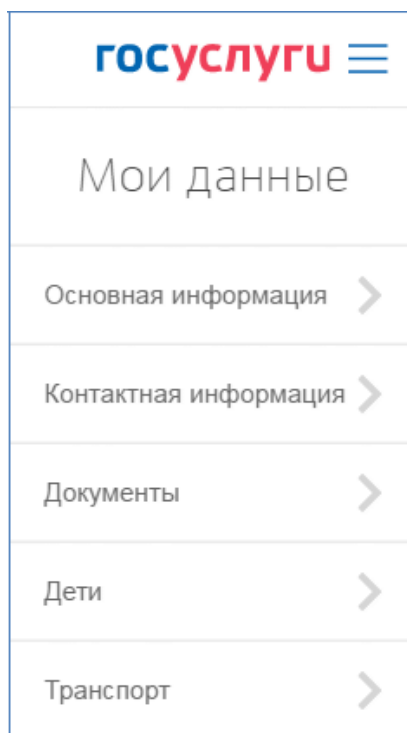 госуслуги
Мои данные
Основная информация
Контактная информация
Документы
Дети
Транспорт